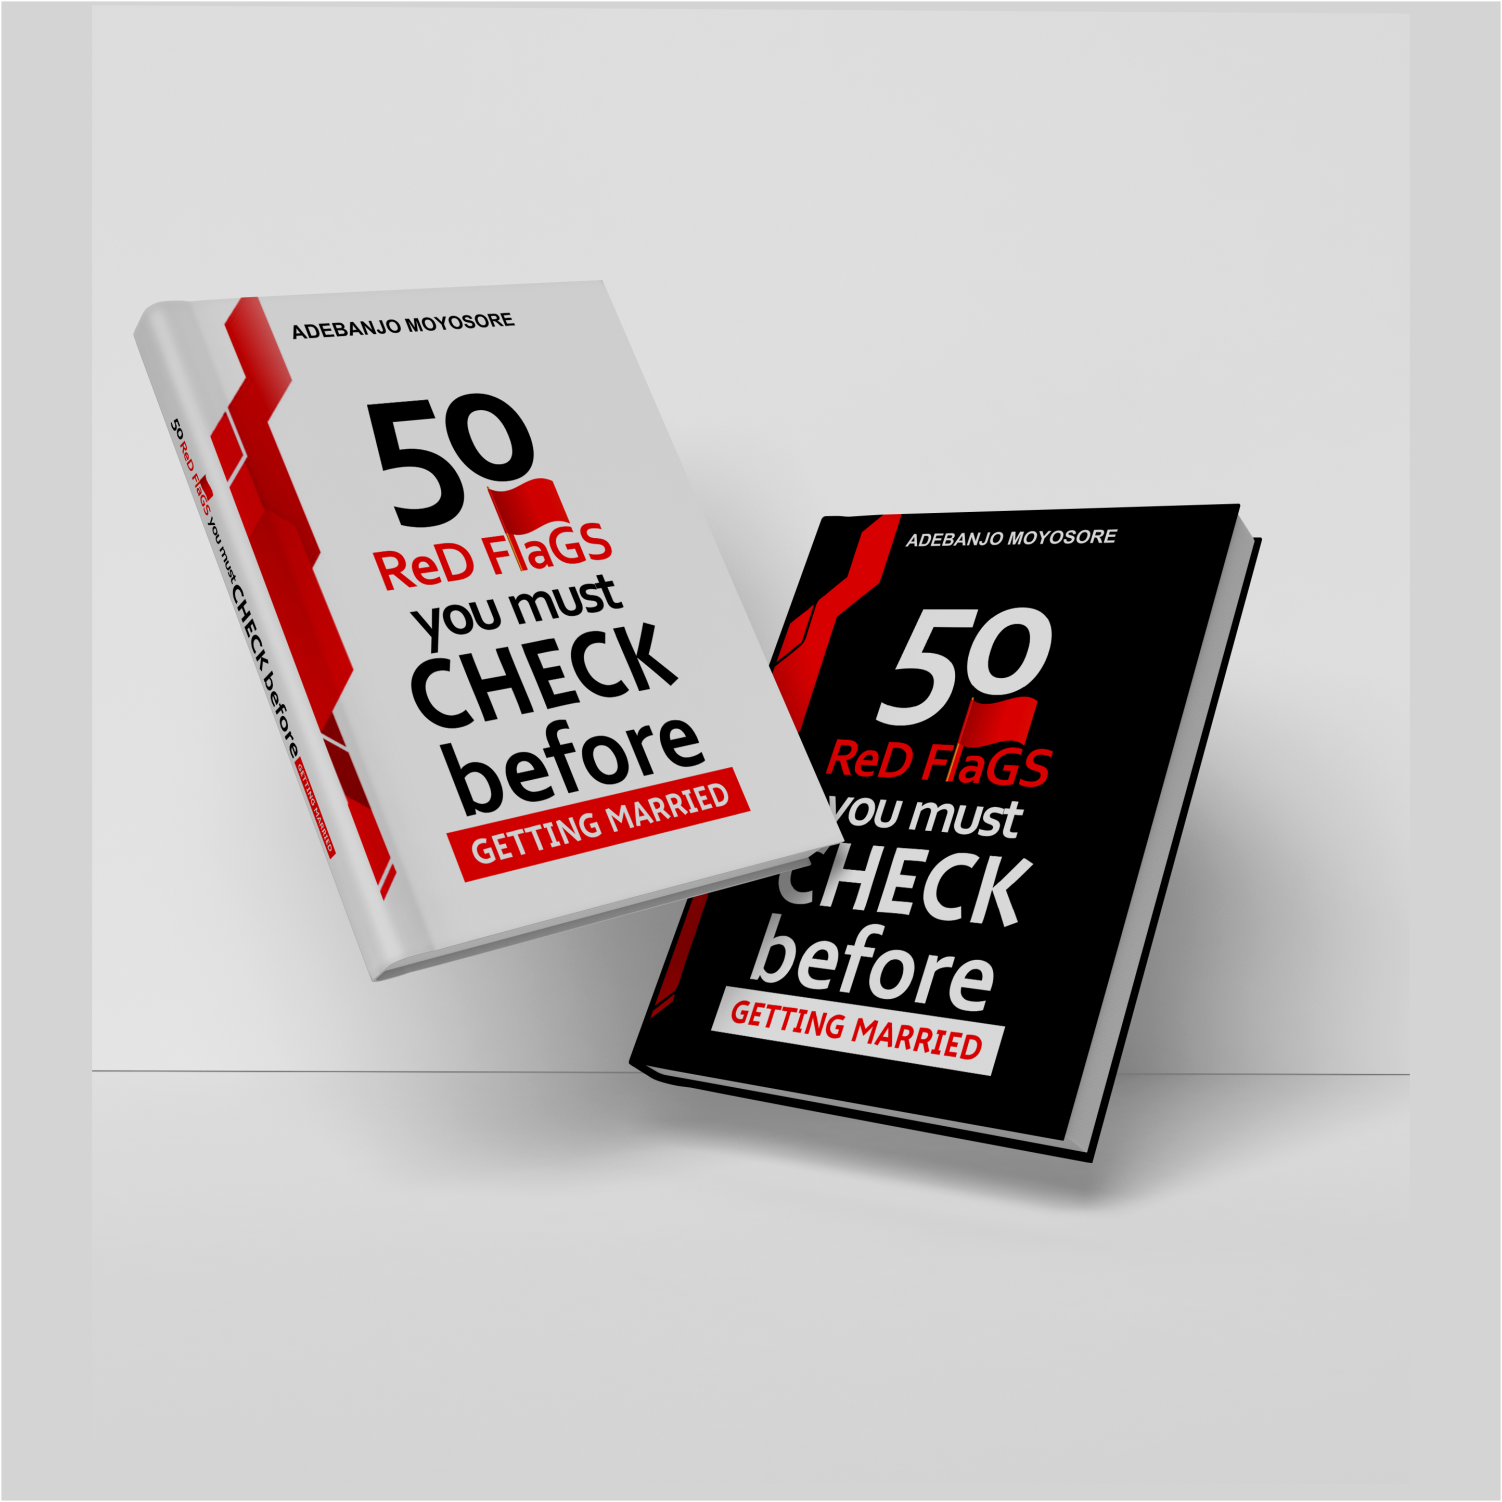 ADEBANJO MOYOSORE
50
ReD FlaGS
you must
CHECK
before
GETTING MARRIED
50 ReD FlaGS you must CHECK before GETTING MARRIED
ADEBANJO MOYOSORE
50
ReD FlaGS
you must
CHECK
before
GETTING MARRIED